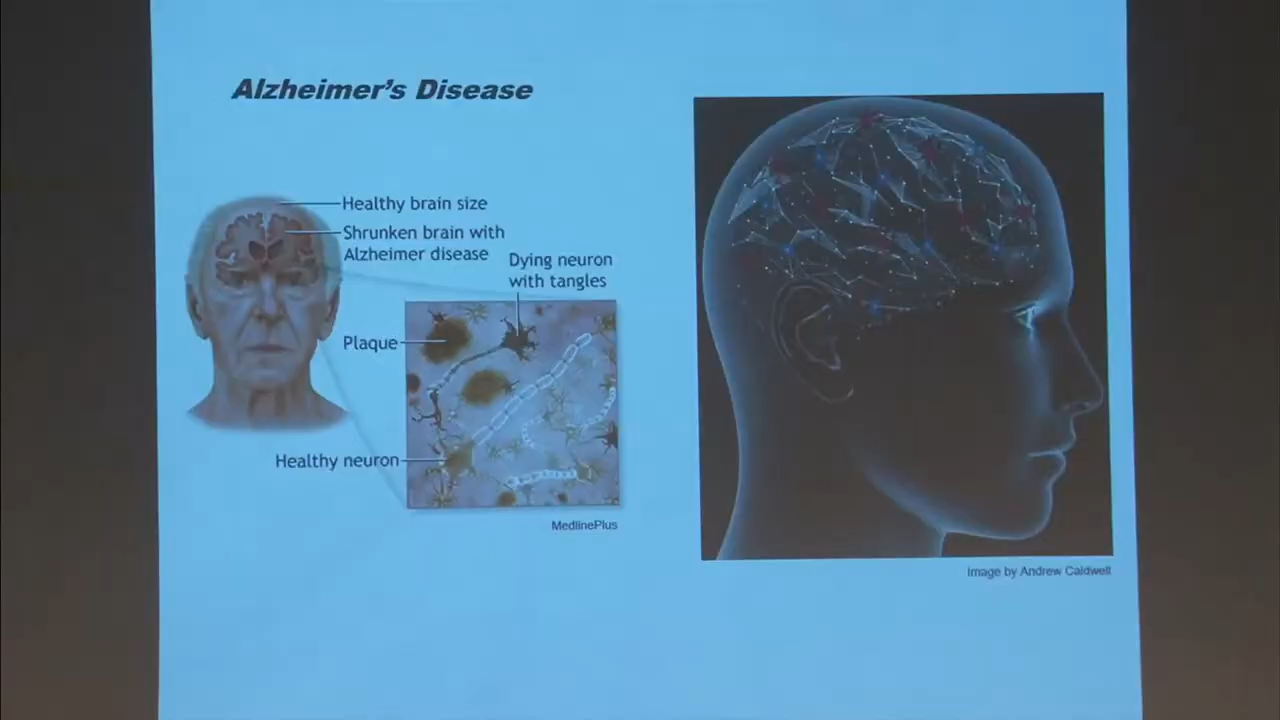 Alzheimer's Disease
Healthy brain size
Shrunken brain with
Alzheimer disease
Dying neuron
with tangles
Plaque
Healthy neuron
MedlinePlus
Image by Andrew Caldwell